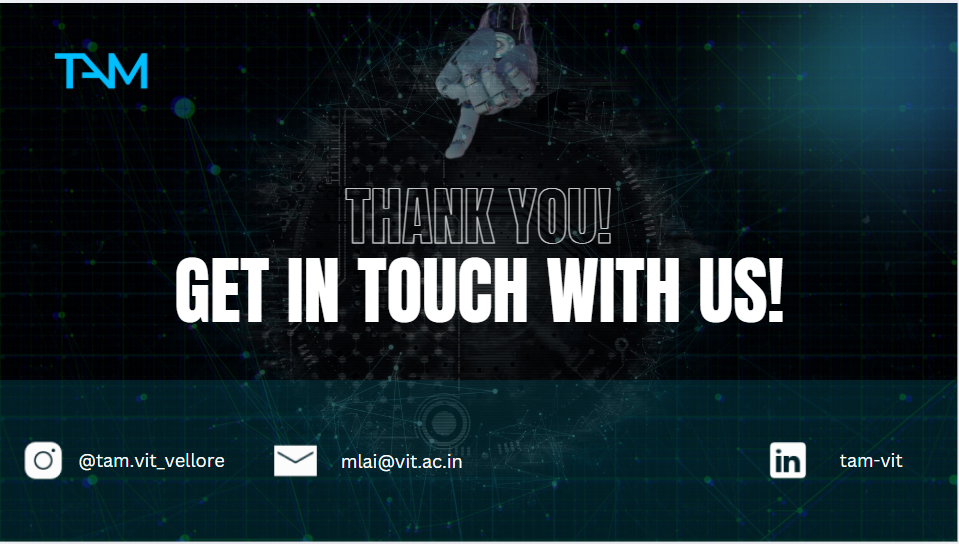 TAM
THANK YOU!
GET IN TOUCH WITH US!
@tam.vit_vellore
mlai@vit.ac.in
tam-vit